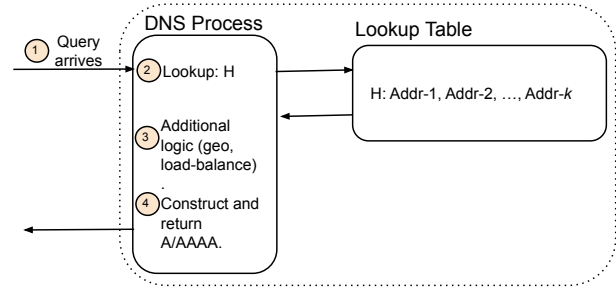 DNS Process
Lookup Table
1 Query
arrives
2 Lookup: H
H: Addr-1, Addr-2, …, Addr-k
3 Additional
logic (geo,
load-balance)
.
4 Construct and
return
A/AAAA.